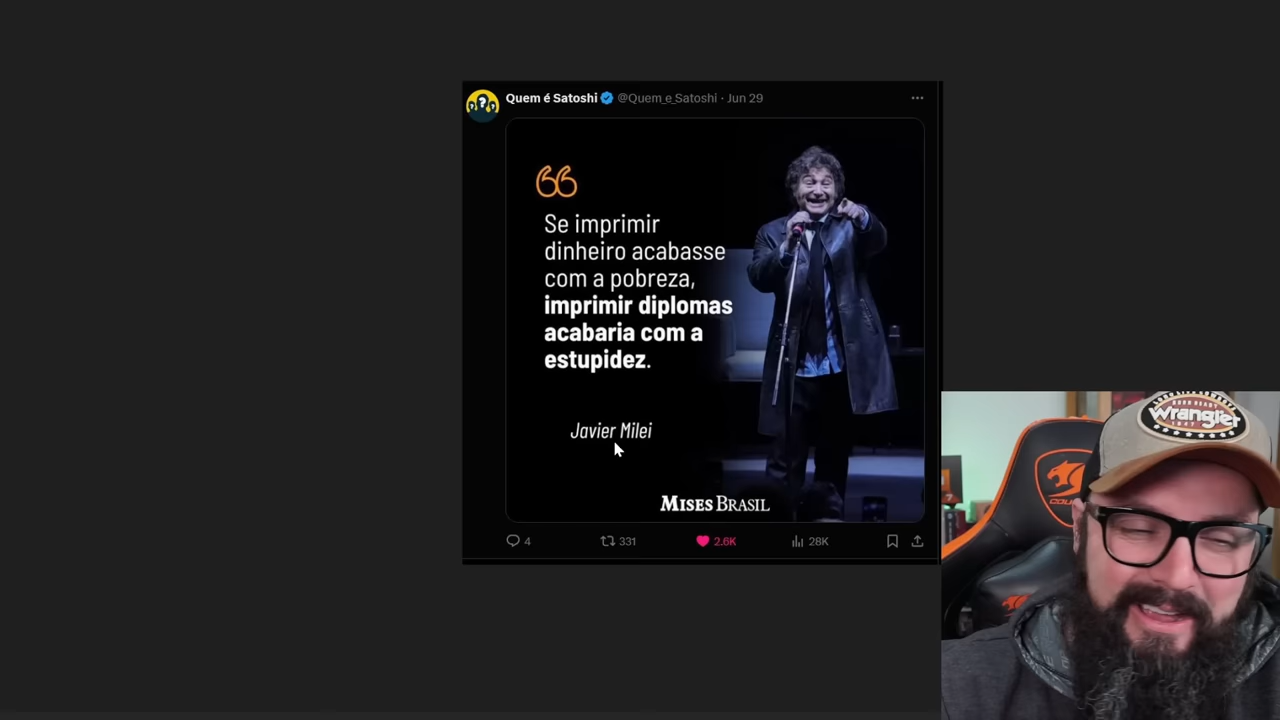 Quem é Satoshi @Quem_e_Satoshi · Jun 29
Se imprimir
dinheiro acabasse
com a pobreza,
imprimir diplomas
acabaria com a
estupidez.
Javier Milei
MISES BRASIL
4 331 2.6K 28K
Wrangler